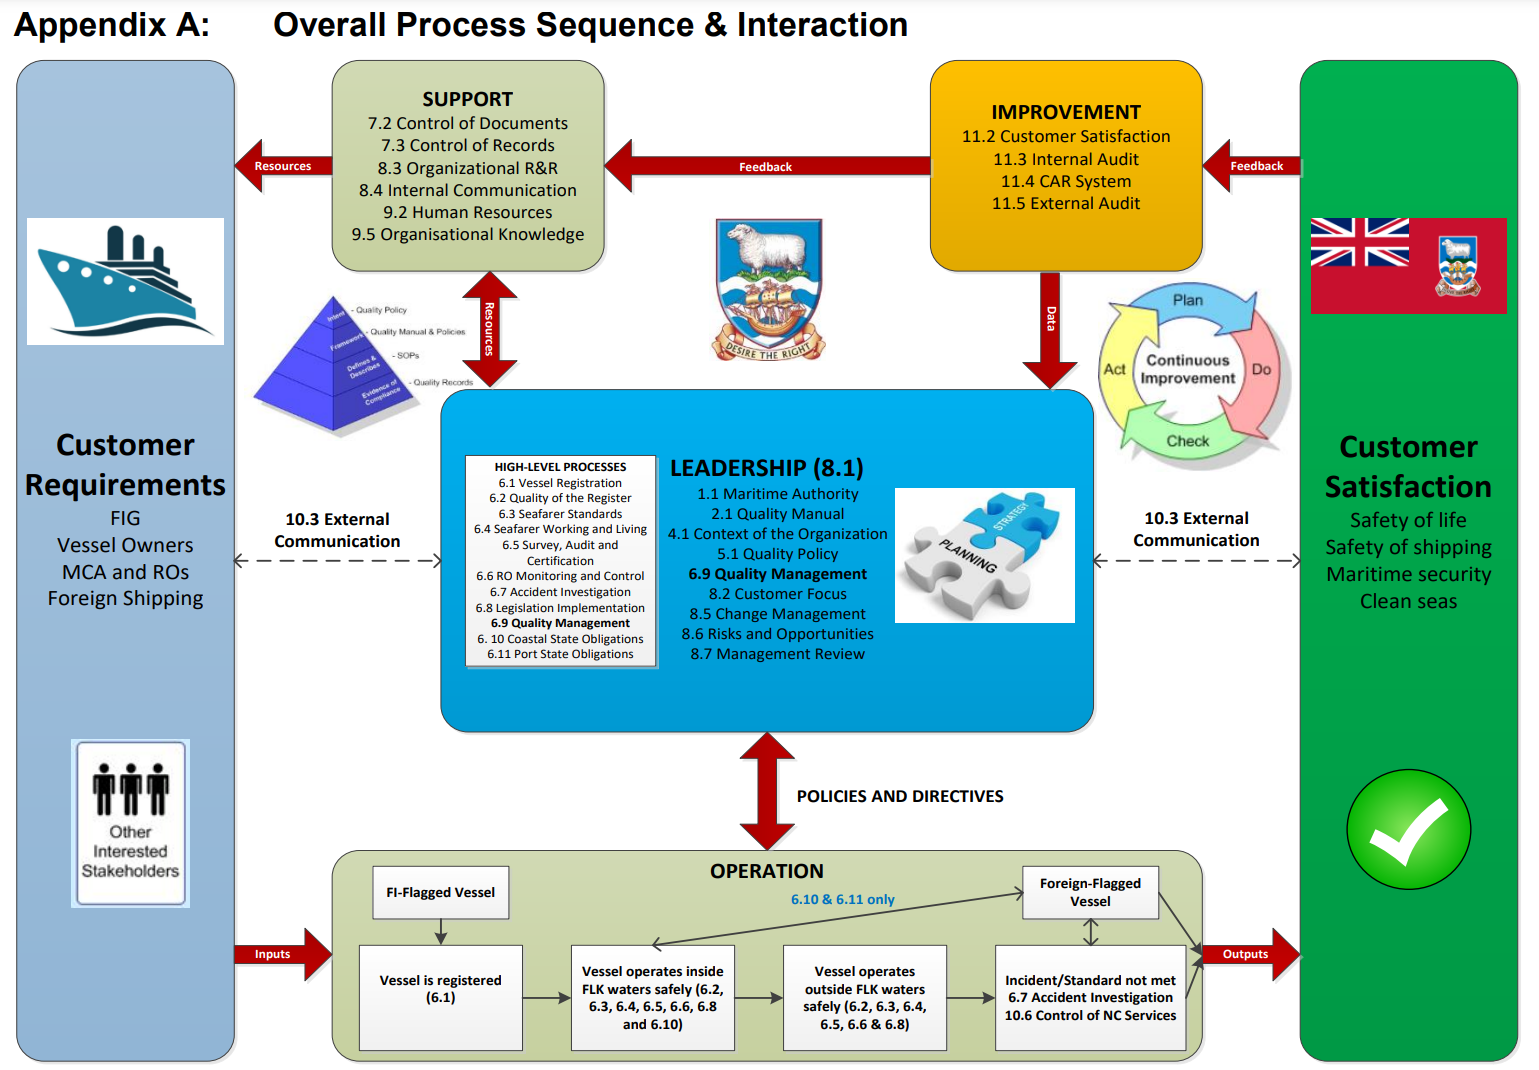 Appendix A: Overall Process Sequence & Interaction
SUPPORT
7.2 Control of Documents
7.3 Control of Records
8.3 Organizational R&R
8.4 Internal Communication
9.2 Human Resources
9.5 Organisational Knowledge
IMPROVEMENT
11.2 Customer Satisfaction
11.3 Internal Audit
11.4 CAR System
11.5 External Audit
Resources
Feedback
Feedback
Resources
Data
Intent
Framework
Defines &
Describes
Evidence of
Compliance
- Quality Policy
- Quality Manual & Policies
- SOPs
- Quality Records
DESIRE THE RIGHT
Plan
Do
Check
Act
Continuous
Improvement
Customer
Requirements
FIG
Vessel Owners
MCA and ROs
Foreign Shipping
Other
Interested
Stakeholders
10.3 External
Communication
HIGH-LEVEL PROCESSES
6.1 Vessel Registration
6.2 Quality of the Register
6.3 Seafarer Standards
6.4 Seafarer Working and Living
6.5 Survey, Audit and
Certification
6.6 RO Monitoring and Control
6.7 Accident Investigation
6.8 Legislation Implementation
6.9 Quality Management
6. 10 Coastal State Obligations
6.11 Port State Obligations
LEADERSHIP (8.1)
1.1 Maritime Authority
2.1 Quality Manual
4.1 Context of the Organization
5.1 Quality Policy
6.9 Quality Management
8.2 Customer Focus
8.5 Change Management
8.6 Risks and Opportunities
8.7 Management Review
STRATEGY
PLANNING
10.3 External
Communication
Customer
Satisfaction
Safety of life
Safety of shipping
Maritime security
Clean seas
POLICIES AND DIRECTIVES
Inputs
OPERATION
FI-Flagged Vessel
6.10 & 6.11 only
Foreign-Flagged
Vessel
Vessel is registered
(6.1)
Vessel operates inside
FLK waters safely (6.2,
6.3, 6.4, 6.5, 6.6, 6.8
and 6.10)
Vessel operates
outside FLK waters
safely (6.2, 6.3, 6.4,
6.5, 6.6 & 6.8)
Incident/Standard not met
6.7 Accident Investigation
10.6 Control of NC Services
Outputs